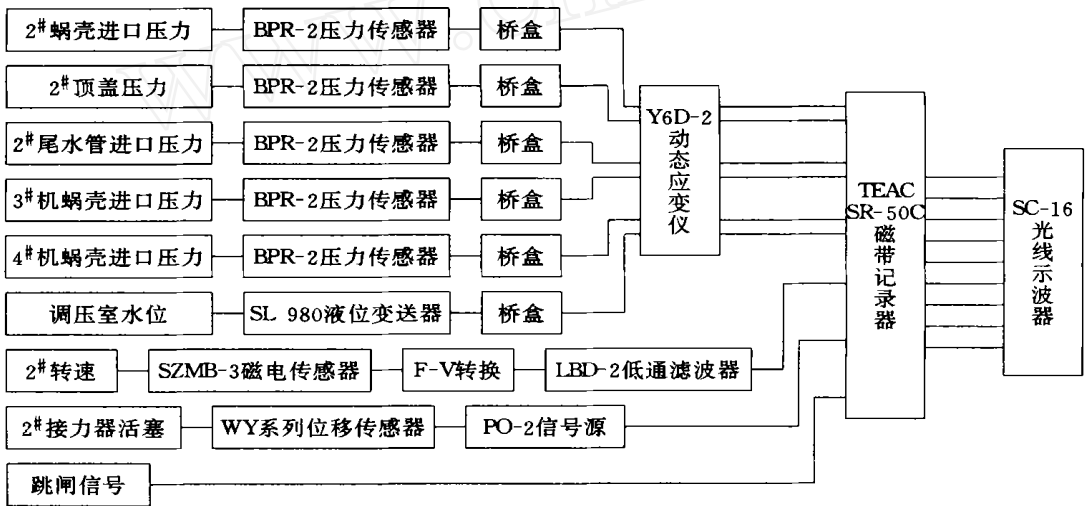 2#蜗壳进口压力 BPR-2压力传感器 桥盒
2#顶盖压力 BPR-2压力传感器 桥盒
2#尾水管进口压力 BPR-2压力传感器 桥盒
3#机蜗壳进口压力 BPR-2压力传感器 桥盒
4#机蜗壳进口压力 BPR-2压力传感器 桥盒
调压室水位 SL 980液位变送器 桥盒
2#转速 SZMB-3磁电传感器 F-V转换 LBD-2低通滤波器
2#接力器活塞 WY系列位移传感器 PO-2信号源
跳闸信号
Y6D-2
动态应变仪
TEAC
SR-50C
磁带记录器
SC-16
光线示波器